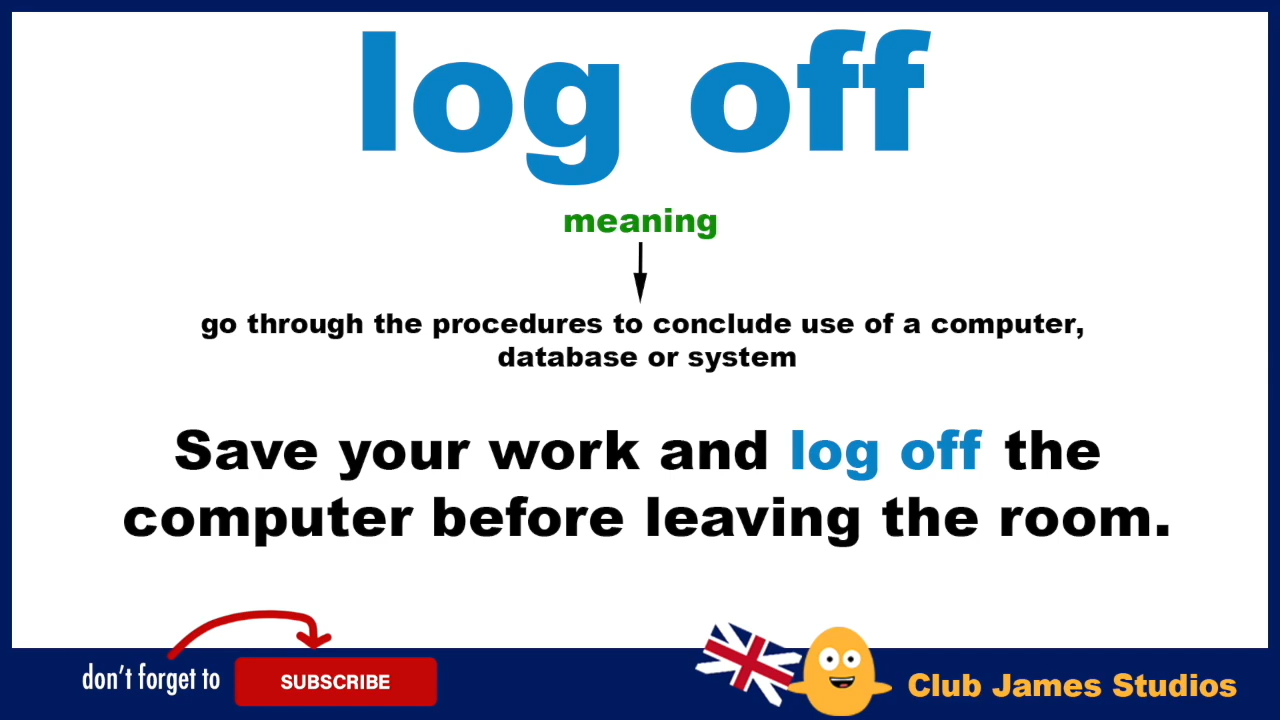 log off
meaning
go through the procedures to conclude use of a computer,
database or system
Save your work and log off the
computer before leaving the room.
don't forget to
SUBSCRIBE
Club James Studios